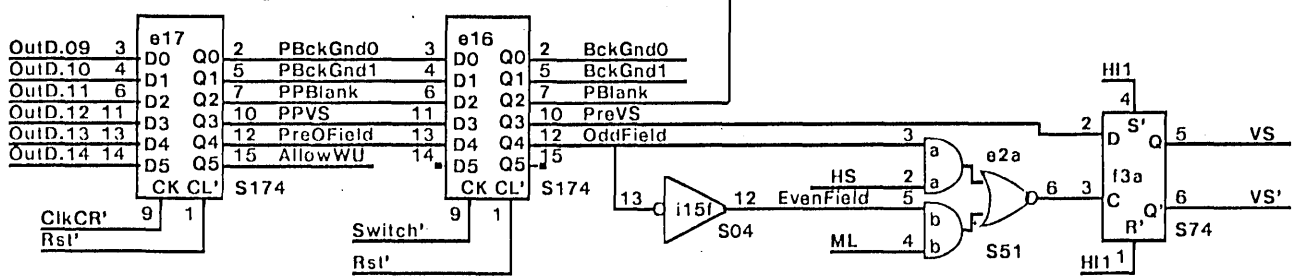 e17
OutD.09 3 D0 Q0 2 PBckGnd0
OutD.10 4 D1 Q1 5 PBckGnd1
OutD.11 6 D2 Q2 7 PPBlank
OutD.12 11 D3 Q3 10 PPVS
OutD.13 13 D4 Q4 12 PreOField
OutD.14 14 D5 Q5 15 AllowWU
CK CL' S174
ClkCR' 9 1
Rst'
e16
3 D0 Q0 2 BckGnd0
4 D1 Q1 5 BckGnd1
6 D2 Q2 7 PBlank
11 D3 Q3 10 PreVS
13 D4 Q4 12 OddField
14 D5 Q5 15
CK CL' S174
Switch' 9 1
Rst'
13 i15f 12 EvenField
S04
3 a
HS 2 a
5 b
ML 4 b
e2a
6
S51
HI1
4
S'
2 D Q 5 VS
f3a
3 C Q' 6 VS'
R' S74
HI1 1